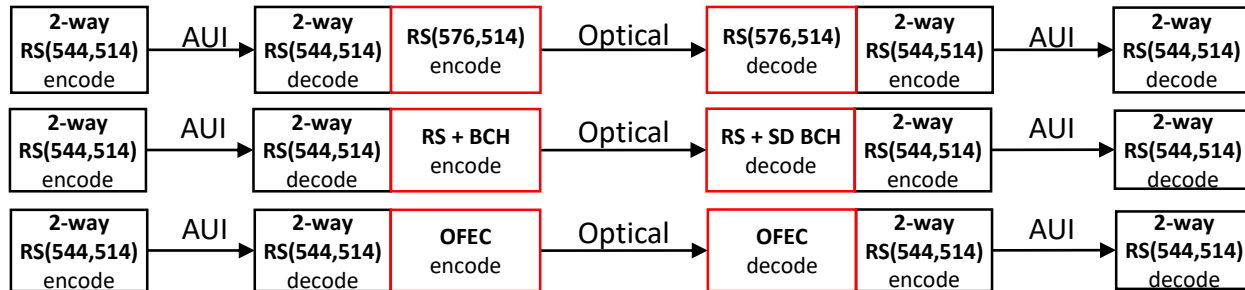 2-way
RS(544,514)
encode
AUI
2-way
RS(544,514)
decode
RS(576,514)
encode
Optical
RS(576,514)
decode
2-way
RS(544,514)
encode
AUI
2-way
RS(544,514)
decode
2-way
RS(544,514)
encode
AUI
2-way
RS(544,514)
decode
RS + BCH
encode
Optical
RS + SD BCH
decode
2-way
RS(544,514)
encode
AUI
2-way
RS(544,514)
decode
2-way
RS(544,514)
encode
AUI
2-way
RS(544,514)
decode
OFEC
encode
Optical
OFEC
decode
2-way
RS(544,514)
encode
AUI
2-way
RS(544,514)
decode